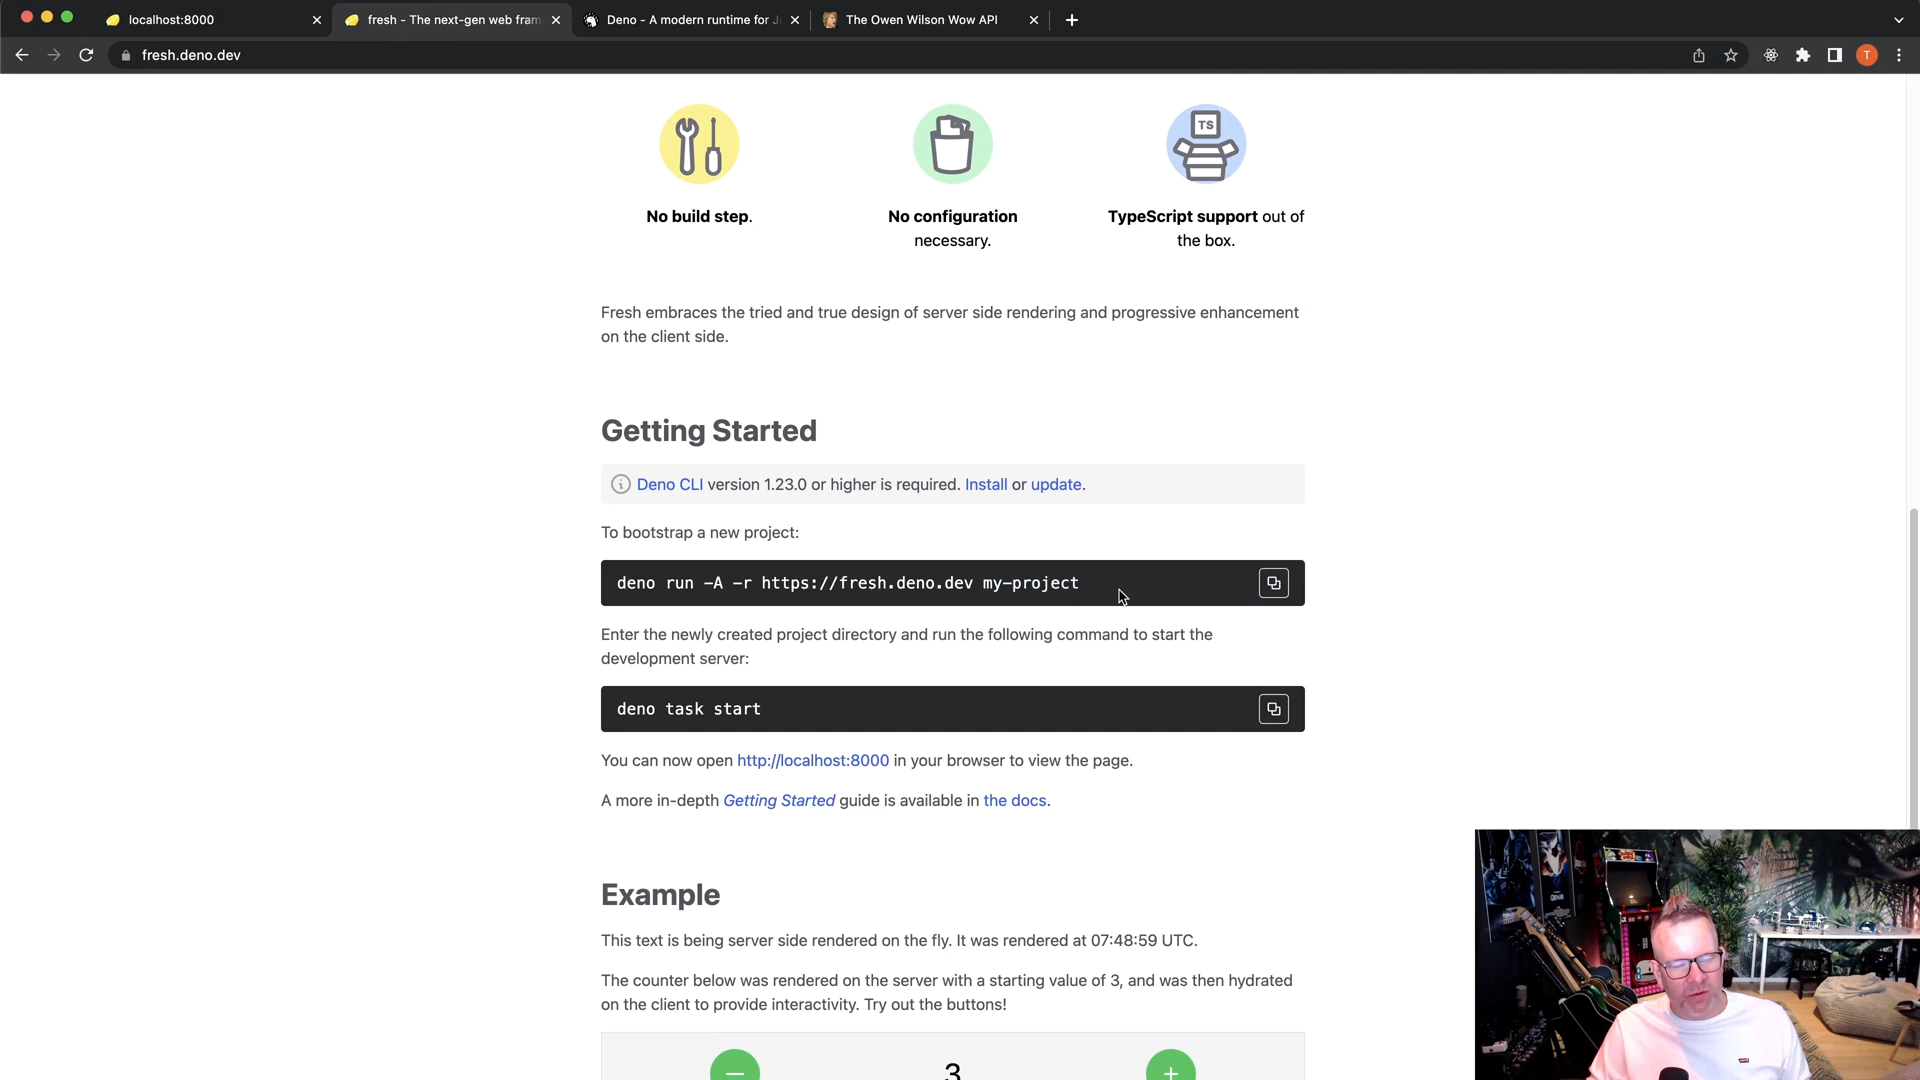 localhost:8000
fresh - The next-gen web fram
Deno - A modern runtime for Ja
The Owen Wilson Wow API
fresh.deno.dev
T
TS
No build step.
No configuration
necessary.
TypeScript support out of
the box.
Fresh embraces the tried and true design of server side rendering and progressive enhancement
on the client side.
Getting Started
Deno CLI version 1.23.0 or higher is required. Install or update.
To bootstrap a new project:
deno run -A -r https://fresh.deno.dev my-project
Enter the newly created project directory and run the following command to start the
development server:
deno task start
You can now open http://localhost:8000 in your browser to view the page.
A more in-depth Getting Started guide is available in the docs.
Example
This text is being server side rendered on the fly. It was rendered at 07:48:59 UTC.
The counter below was rendered on the server with a starting value of 3, and was then hydrated
on the client to provide interactivity. Try out the buttons!
3